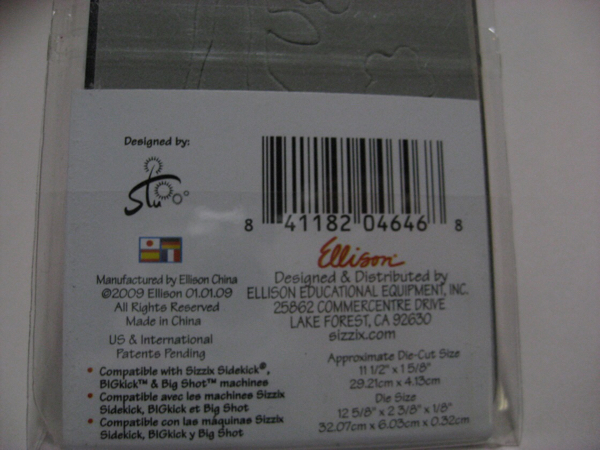 Designed by:
Stu
8 41182 04646 8
Manufactured by Ellison China
©2009 Ellison 01.01.09
All Rights Reserved
Made in China
US & International
Patents Pending
• Compatible with Sizzix Sidekick®,
BIGkick™ & Big Shot™ machines
• Compatible avec les machines Sizzix
Sidekick, BIGkick et Big Shot
• Compatible con las máquinas Sizzix
Sidekick, BIGkick y Big Shot
Ellison™
Designed & Distributed by
ELLISON EDUCATIONAL EQUIPMENT, INC.
25862 COMMERCENTRE DRIVE
LAKE FOREST, CA 92630
sizzix.com
Approximate Die-Cut Size
11 1/2" x 1 5/8"
29.21cm x 4.13cm
Die Size
12 5/8" x 2 3/8" x 1/8"
32.07cm x 6.03cm x 0.32cm